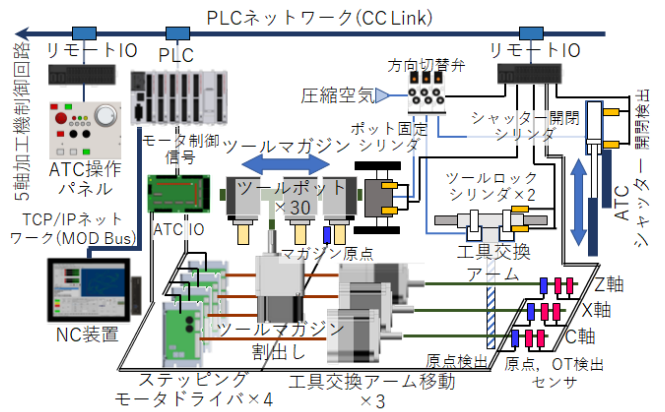 PLCネットワーク(CC Link)
リモートIO
PLC
方向切替弁
リモートIO
5軸加工機制御回路
圧縮空気
シャッター開閉
シリンダ
開閉検出
モータ制御
信号
ポット固定
シリンダ
ATC操作
パネル
ツールマガジン
ツールロック
シリンダ×2
ATC
シャッター
ツールポット
×30
TCP/IPネット
ワーク(MOD Bus)
ATC IO
マガジン原点
工具交換
アーム
Z軸
X軸
C軸
NC装置
ツールマガジン
割出し
原点検出
原点，OT検出
センサ
ステッピング
モータドライバ×4
工具交換アーム移動
×3